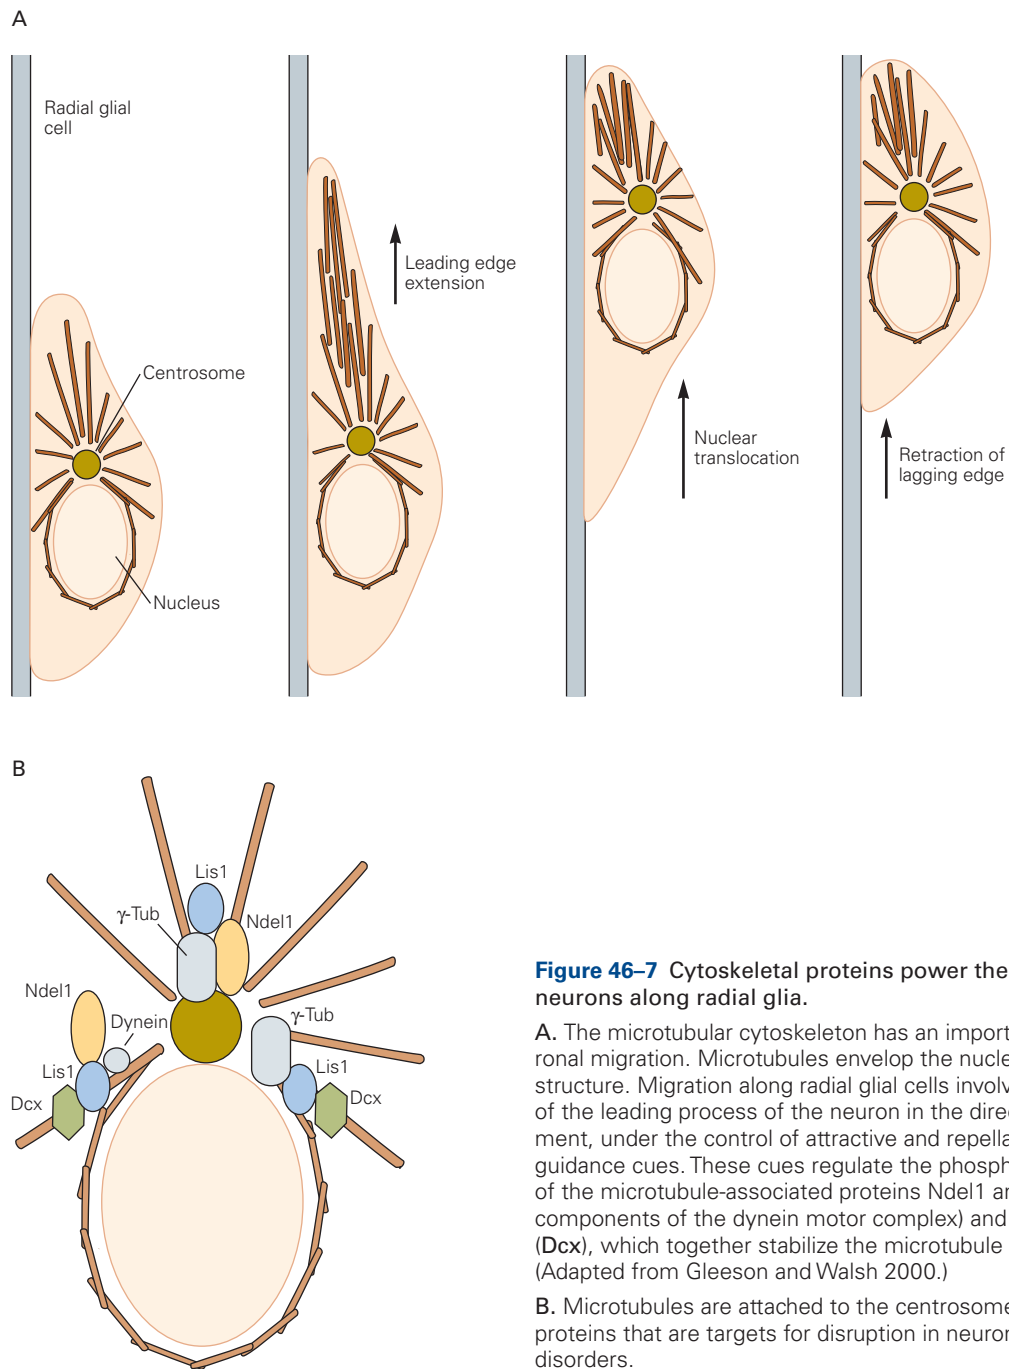 A
Radial glial
cell
Centrosome
Nucleus
Leading edge
extension
Nuclear
translocation
Retraction of
lagging edge
B
Lis1
γ-Tub
Ndel1
Ndel1
Dynein
Lis1
Dcx
γ-Tub
Lis1
Dcx
Figure 46–7 Cytoskeletal proteins power the
neurons along radial glia.
A. The microtubular cytoskeleton has an import
ronal migration. Microtubules envelop the nucle
structure. Migration along radial glial cells involv
of the leading process of the neuron in the direc
ment, under the control of attractive and repella
guidance cues. These cues regulate the phosph
of the microtubule-associated proteins Ndel1 an
components of the dynein motor complex) and
(Dcx), which together stabilize the microtubule
(Adapted from Gleeson and Walsh 2000.)
B. Microtubules are attached to the centrosome
proteins that are targets for disruption in neuron
disorders.